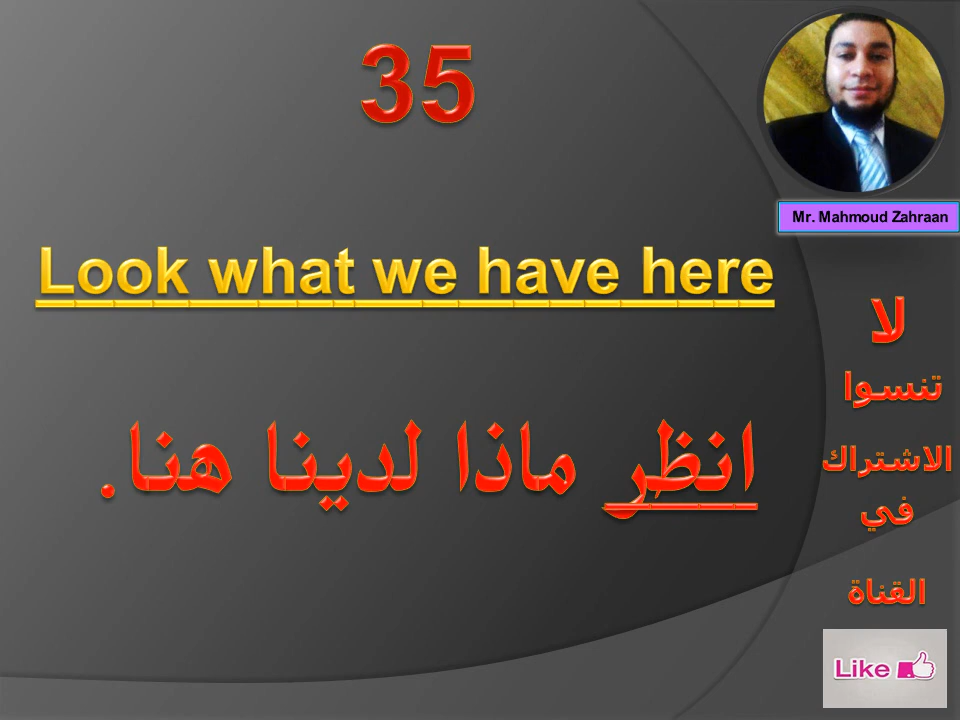 35
Mr. Mahmoud Zahraan
Look what we have here
انظر ماذا لدينا هنا.
لا
تنسوا
الاشتراك
في
القناة
Like